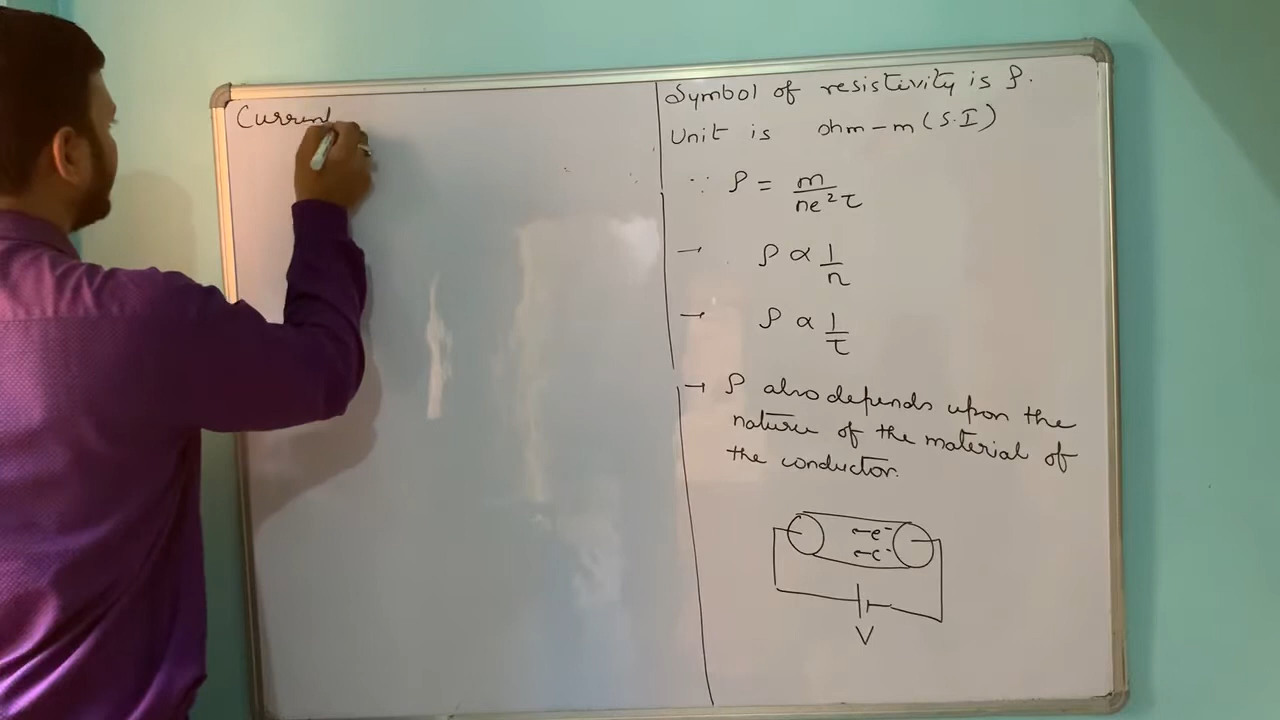 Current
Symbol of resistivity is ρ.
Unit is ohm-m (S.I)
∵ ρ = m/ne²τ
→ ρ ∝ 1/n
→ ρ ∝ 1/τ
→ ρ also depends upon the
nature of the material of
the conductor.
←e⁻
←e⁻
V